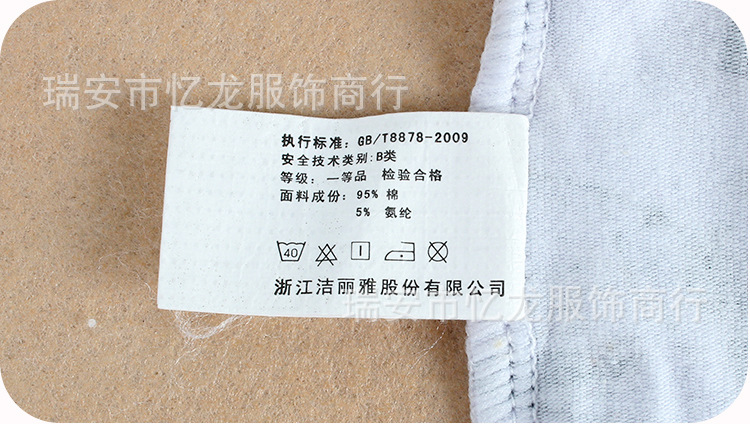 瑞安市忆龙服饰商行
执行标准：GB/T8878-2009
安全技术类别：B类
等级：一等品 检验合格
面料成份：95% 棉
5% 氨纶
40
浙江洁丽雅股份有限公司
瑞安市忆龙服饰商行